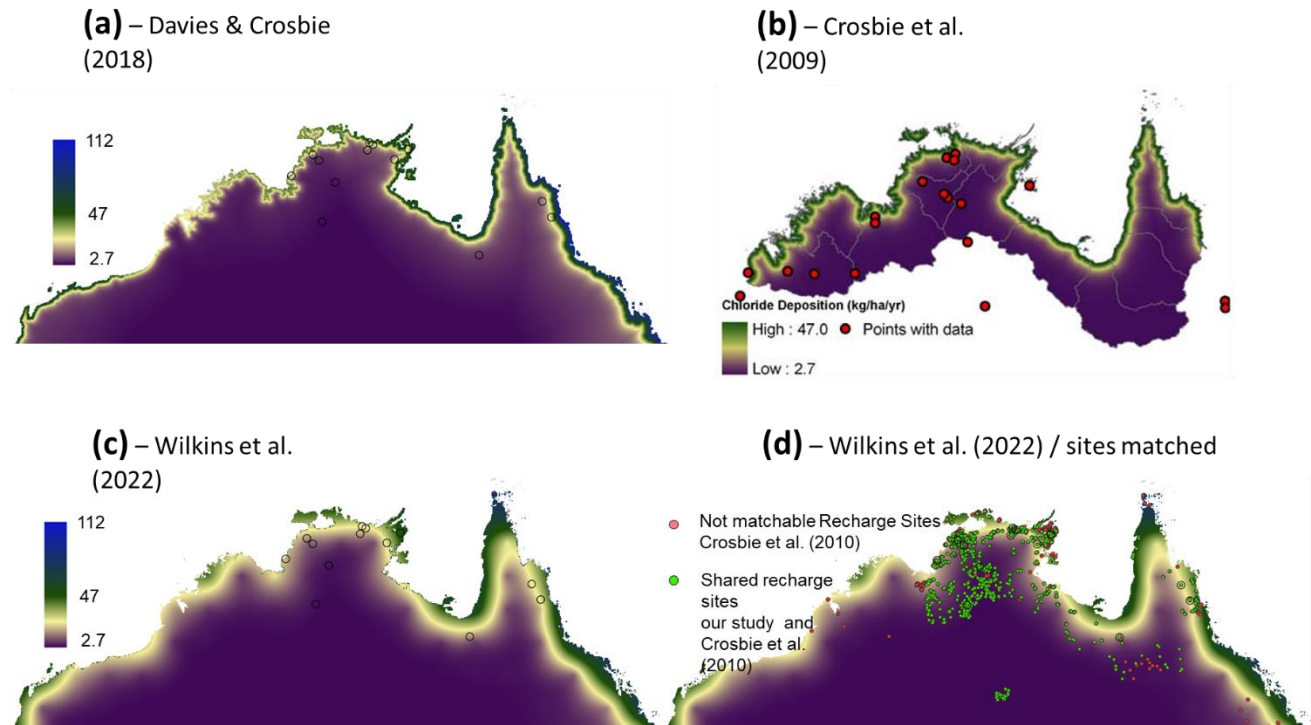 (a) – Davies & Crosbie
(2018)
112
47
2.7
(b) – Crosbie et al.
(2009)
Chloride Deposition (kg/ha/yr)
High : 47.0
Points with data
Low : 2.7
(c) – Wilkins et al.
(2022)
112
47
2.7
(d) – Wilkins et al. (2022) / sites matched
Not matchable Recharge Sites
Crosbie et al. (2010)
Shared recharge
sites
our study and
Crosbie et al.
(2010)